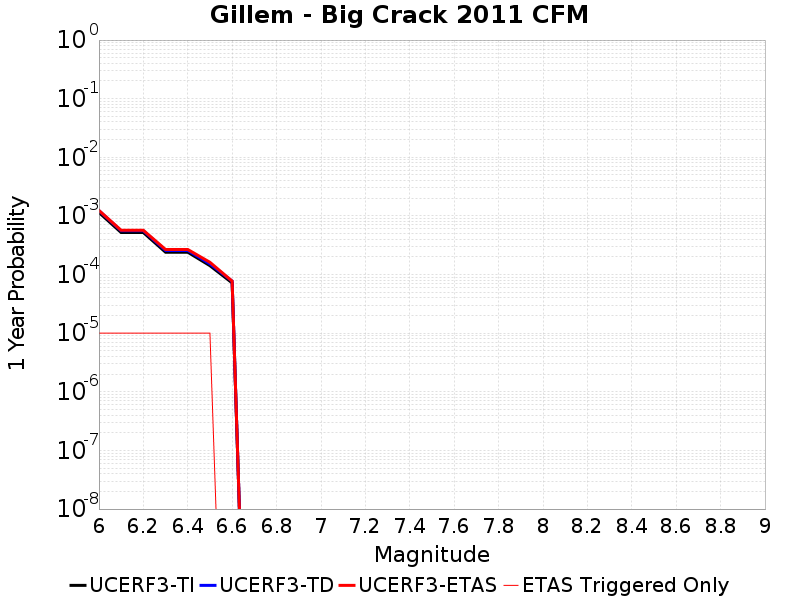 Gillem - Big Crack 2011 CFM
1 Year Probability
10^0
10^-1
10^-2
10^-3
10^-4
10^-5
10^-6
10^-7
10^-8
6 6.2 6.4 6.6 6.8 7 7.2 7.4 7.6 7.8 8 8.2 8.4 8.6 8.8 9
Magnitude
UCERF3-TI UCERF3-TD UCERF3-ETAS ETAS Triggered Only